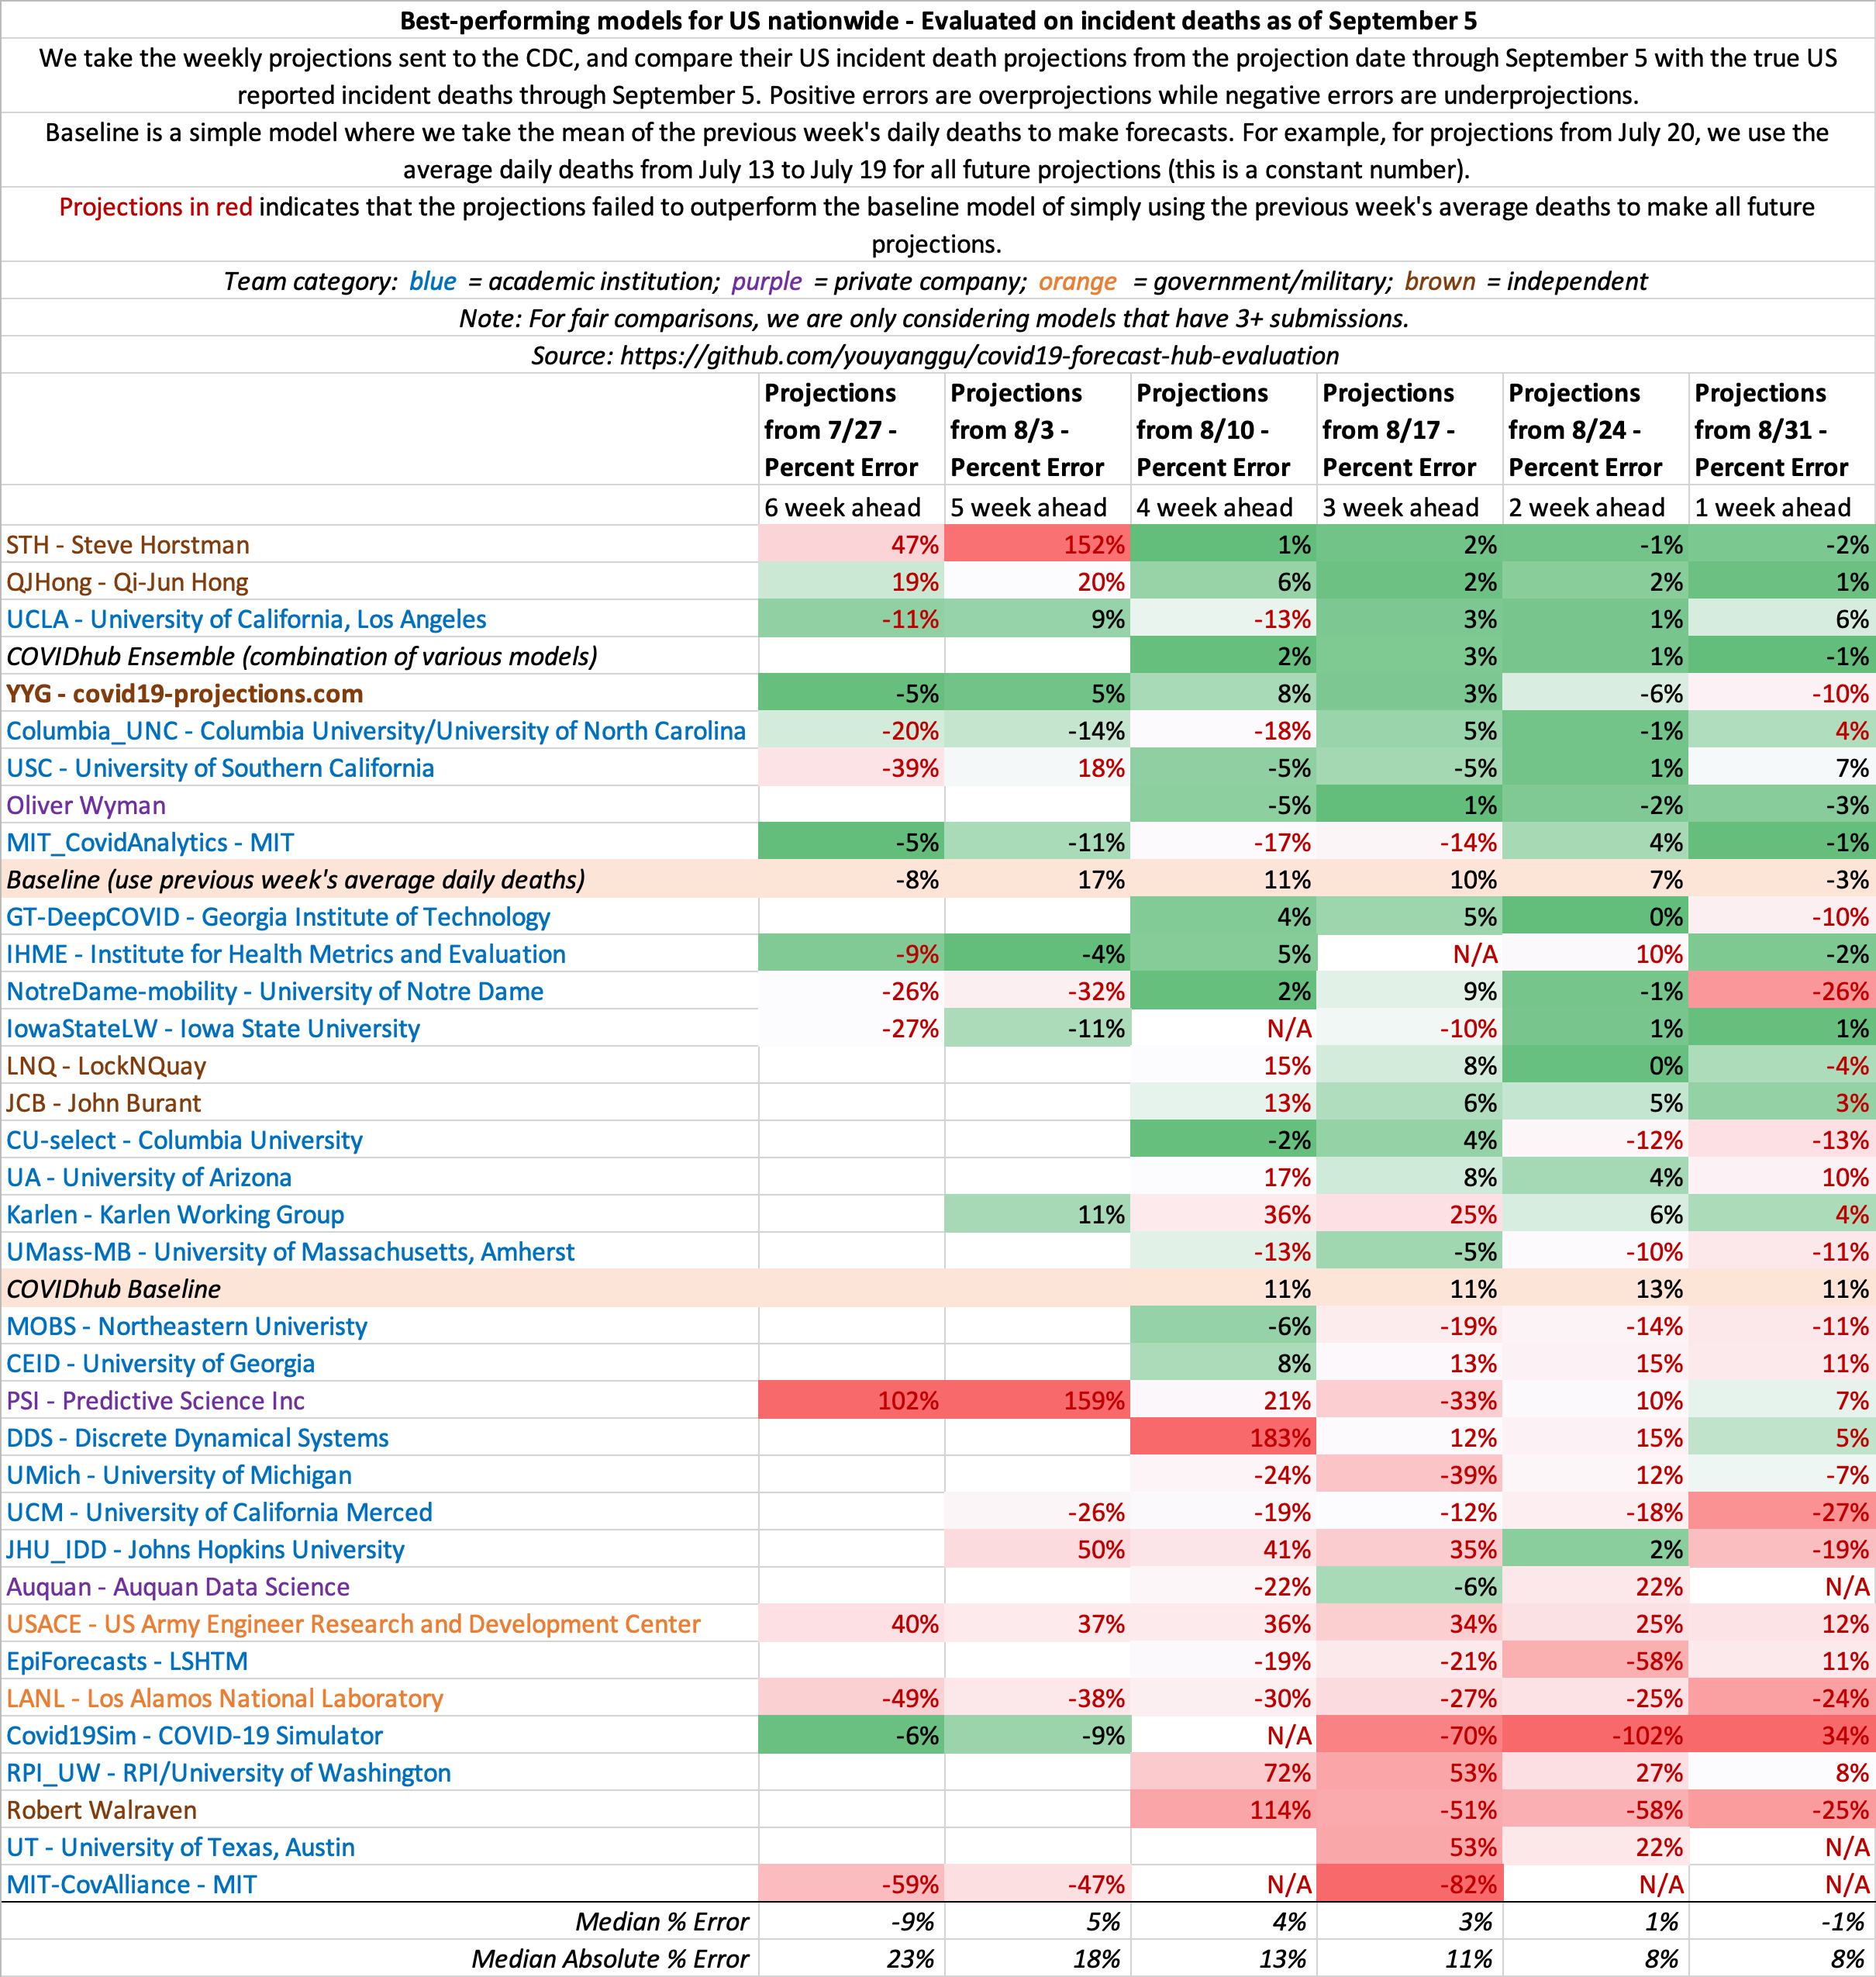 Best-performing models for US nationwide - Evaluated on incident deaths as of September 5
We take the weekly projections sent to the CDC, and compare their US incident death projections from the projection date through September 5 with the true US
reported incident deaths through September 5. Positive errors are overprojections while negative errors are underprojections.
Baseline is a simple model where we take the mean of the previous week's daily deaths to make forecasts. For example, for projections from July 20, we use the
average daily deaths from July 13 to July 19 for all future projections (this is a constant number).
Projections in red indicates that the projections failed to outperform the baseline model of simply using the previous week's average deaths to make all future
projections.
Team category: blue = academic institution; purple = private company; orange = government/military; brown = independent
Note: For fair comparisons, we are only considering models that have 3+ submissions.
Source: https://github.com/youyanggu/covid19-forecast-hub-evaluation
Projections Projections Projections Projections Projections Projections
from 7/27 - from 8/3 - from 8/10 - from 8/17 - from 8/24 - from 8/31 -
Percent Error Percent Error Percent Error Percent Error Percent Error Percent Error
6 week ahead 5 week ahead 4 week ahead 3 week ahead 2 week ahead 1 week ahead
STH - Steve Horstman 47% 152% 1% 2% -1% -2%
QJHong - Qi-Jun Hong 19% 20% 6% 2% 2% 1%
UCLA - University of California, Los Angeles -11% 9% -13% 3% 1% 6%
COVIDhub Ensemble (combination of various models) 2% 3% 1% -1%
YYG - covid19-projections.com -5% 5% 8% 3% -6% -10%
Columbia_UNC - Columbia University/University of North Carolina -20% -14% -18% 5% -1% 4%
USC - University of Southern California -39% 18% -5% -5% 1% 7%
Oliver Wyman -5% 1% -2% -3%
MIT_CovidAnalytics - MIT -5% -11% -17% -14% 4% -1%
Baseline (use previous week's average daily deaths) -8% 17% 11% 10% 7% -3%
GT-DeepCOVID - Georgia Institute of Technology 4% 5% 0% -10%
IHME - Institute for Health Metrics and Evaluation -9% -4% 5% N/A 10% -2%
NotreDame-mobility - University of Notre Dame -26% -32% 2% 9% -1% -26%
IowaStateLW - Iowa State University -27% -11% N/A -10% 1% 1%
LNQ - LockNQuay 15% 8% 0% -4%
JCB - John Burant 13% 6% 5% 3%
CU-select - Columbia University -2% 4% -12% -13%
UA - University of Arizona 17% 8% 4% 10%
Karlen - Karlen Working Group 11% 36% 25% 6% 4%
UMass-MB - University of Massachusetts, Amherst -13% -5% -10% -11%
COVIDhub Baseline 11% 11% 13% 11%
MOBS - Northeastern Univeristy -6% -19% -14% -11%
CEID - University of Georgia 8% 13% 15% 11%
PSI - Predictive Science Inc 102% 159% 21% -33% 10% 7%
DDS - Discrete Dynamical Systems 183% 12% 15% 5%
UMich - University of Michigan -24% -39% 12% -7%
UCM - University of California Merced -26% -19% -12% -18% -27%
JHU_IDD - Johns Hopkins University 50% 41% 35% 2% -19%
Auquan - Auquan Data Science -22% -6% 22% N/A
USACE - US Army Engineer Research and Development Center 40% 37% 36% 34% 25% 12%
EpiForecasts - LSHTM -19% -21% -58% 11%
LANL - Los Alamos National Laboratory -49% -38% -30% -27% -25% -24%
Covid19Sim - COVID-19 Simulator -6% -9% N/A -70% -102% 34%
RPI_UW - RPI/University of Washington 72% 53% 27% 8%
Robert Walraven 114% -51% -58% -25%
UT - University of Texas, Austin 53% 22% N/A
MIT-CovAlliance - MIT -59% -47% N/A -82% N/A N/A
Median % Error -9% 5% 4% 3% 1% -1%
Median Absolute % Error 23% 18% 13% 11% 8% 8%